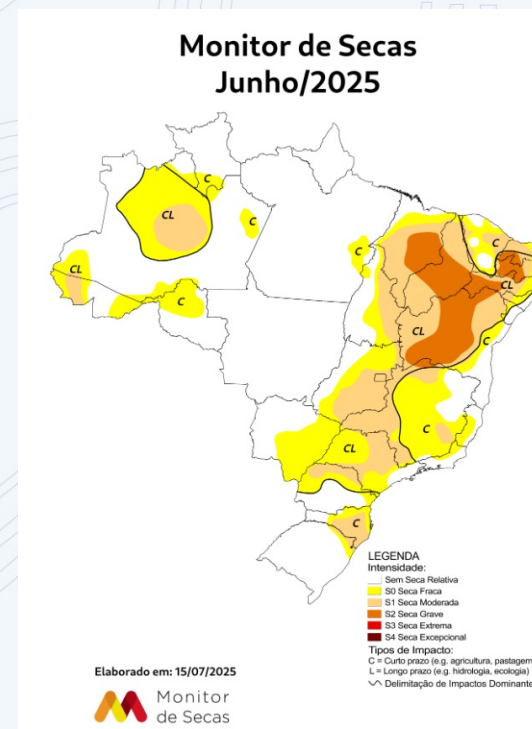 Monitor de Secas
Junho/2025
C
CL
C
CL
C
C
C
CL
CL
C
C
CL
C
LEGENDA
Intensidade:
Sem Seca Relativa
S0 Seca Fraca
S1 Seca Moderada
S2 Seca Grave
S3 Seca Extrema
S4 Seca Excepcional
Tipos de Impacto:
C = Curto prazo (e.g. agricultura, pastagem
L = Longo prazo (e.g. hidrologia, ecologia)
Delimitação de Impactos Dominante
Elaborado em: 15/07/2025
Monitor
de Secas